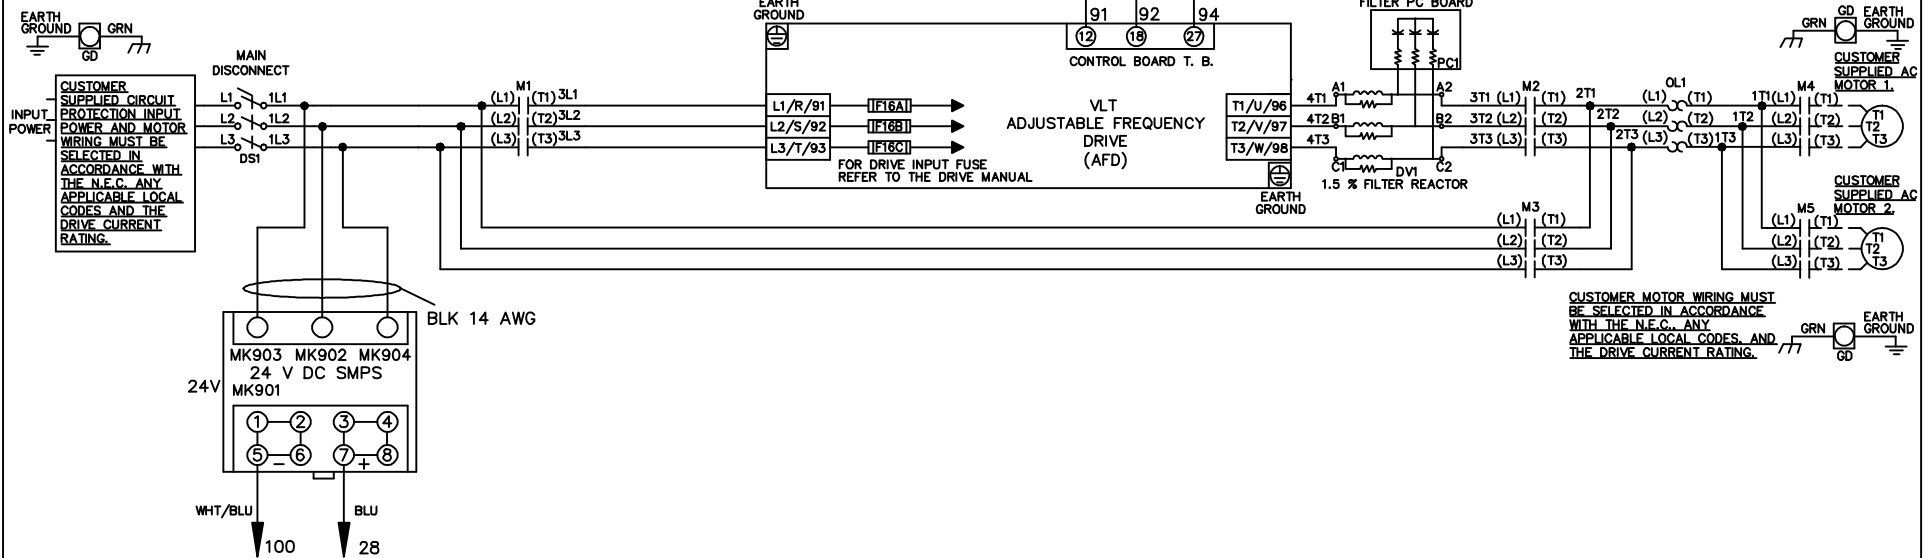 EARTH
GROUND
GRN
GD
MAIN
DISCONNECT
CUSTOMER
SUPPLIED CIRCUIT
PROTECTION INPUT
POWER AND MOTOR
WIRING MUST BE
SELECTED IN
ACCORDANCE WITH
THE N.E.C. ANY
APPLICABLE LOCAL
CODES AND THE
DRIVE CURRENT
RATING.
INPUT
POWER
L1 1L1
L2 1L2
L3 1L3
DS1
M1
(L1) (T1) 3L1
(L2) (T2) 3L2
(L3) (T3) 3L3
EARTH
GROUND
91 92 94
12 18 27
CONTROL BOARD T. B.
L1/R/91
L2/S/92
L3/T/93
F16A
F16B
F16C
FOR DRIVE INPUT FUSE
REFER TO THE DRIVE MANUAL
VLT
ADJUSTABLE FREQUENCY
DRIVE
(AFD)
T1/U/96
T2/V/97
T3/W/98
EARTH
GROUND
FILTER PC BOARD
PC1
4T1 A1 A2
4T2 B1 B2
4T3 C1 C2
DV1
1.5 % FILTER REACTOR
M2
3T1 (L1) (T1) 2T1
3T2 (L2) (T2) 2T2
3T3 (L3) (T3) 2T3
OL1
(L1) (T1) 1T1
(L2) (T2) 1T2
(L3) (T3) 1T3
M4
(L1) (T1)
(L2) (T2)
(L3) (T3)
T1
T2
T3
GRN
GD
EARTH
GROUND
CUSTOMER
SUPPLIED AC
MOTOR 1.
M3
(L1) (T1)
(L2) (T2)
(L3) (T3)
M5
(L1) (T1)
(L2) (T2)
(L3) (T3)
T1
T2
T3
CUSTOMER
SUPPLIED AC
MOTOR 2.
CUSTOMER MOTOR WIRING MUST
BE SELECTED IN ACCORDANCE
WITH THE N.E.C., ANY
APPLICABLE LOCAL CODES, AND
THE DRIVE CURRENT RATING.
GRN
GD
EARTH
GROUND
BLK 14 AWG
MK903 MK902 MK904
24 V DC SMPS
24V
MK901
1 2 3 4
5 6 7 8
- +
WHT/BLU BLU
100 28